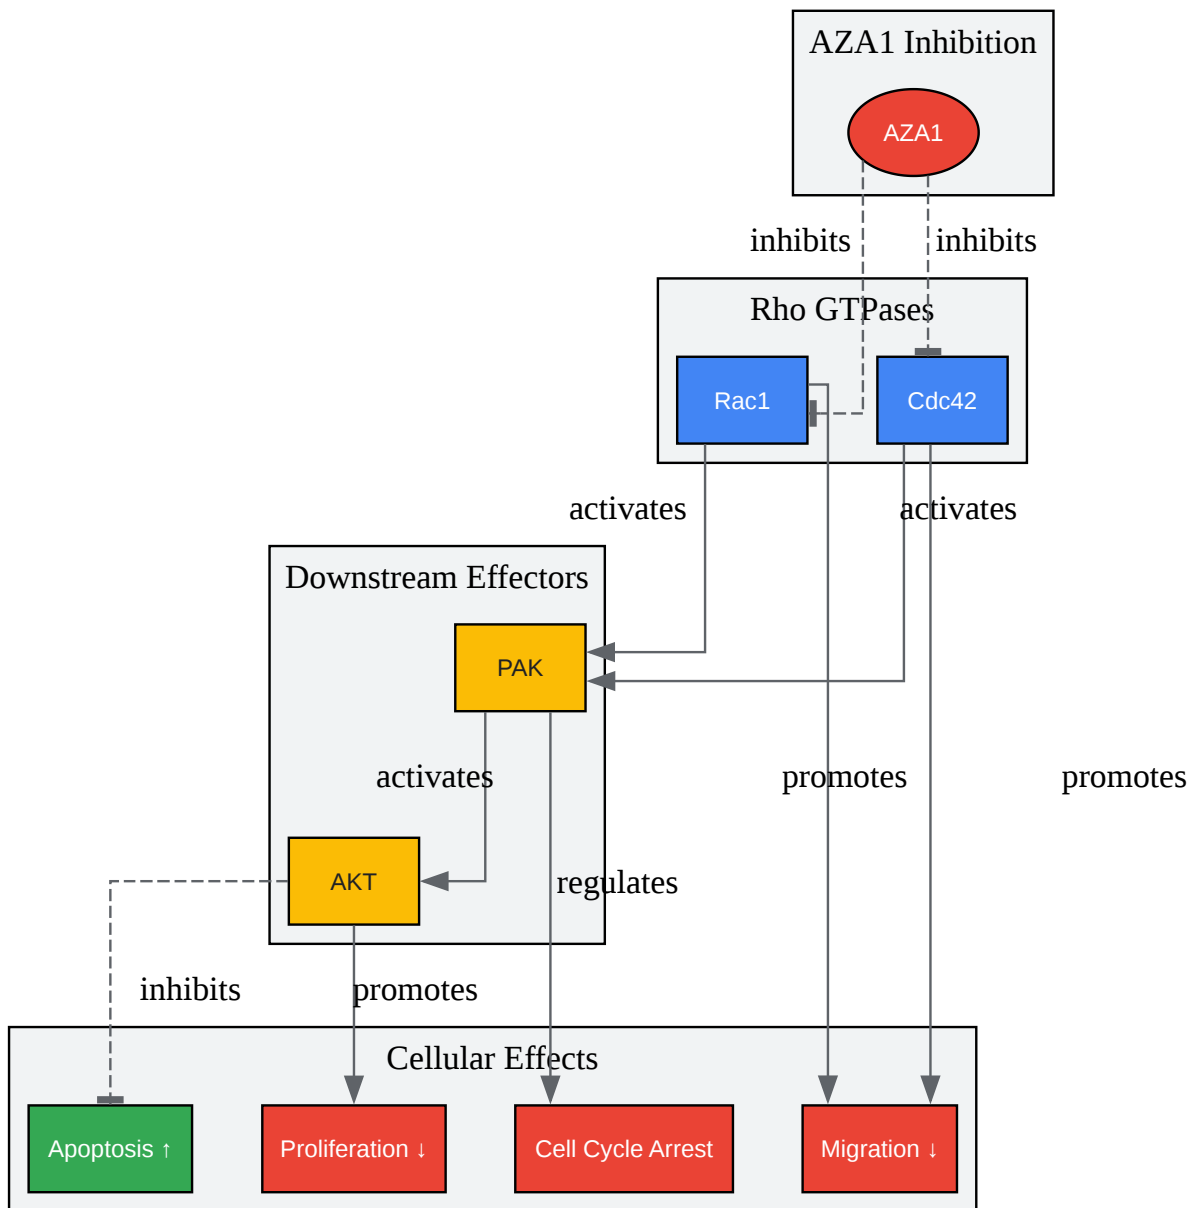 AZA1 Inhibition
AZA1
inhibits
inhibits
Rho GTPases
Rac1
Cdc42
activates
activates
Downstream Effectors
PAK
activates
promotes
promotes
AKT
regulates
inhibits
promotes
Cellular Effects
Apoptosis ↑
Proliferation ↓
Cell Cycle Arrest
Migration ↓